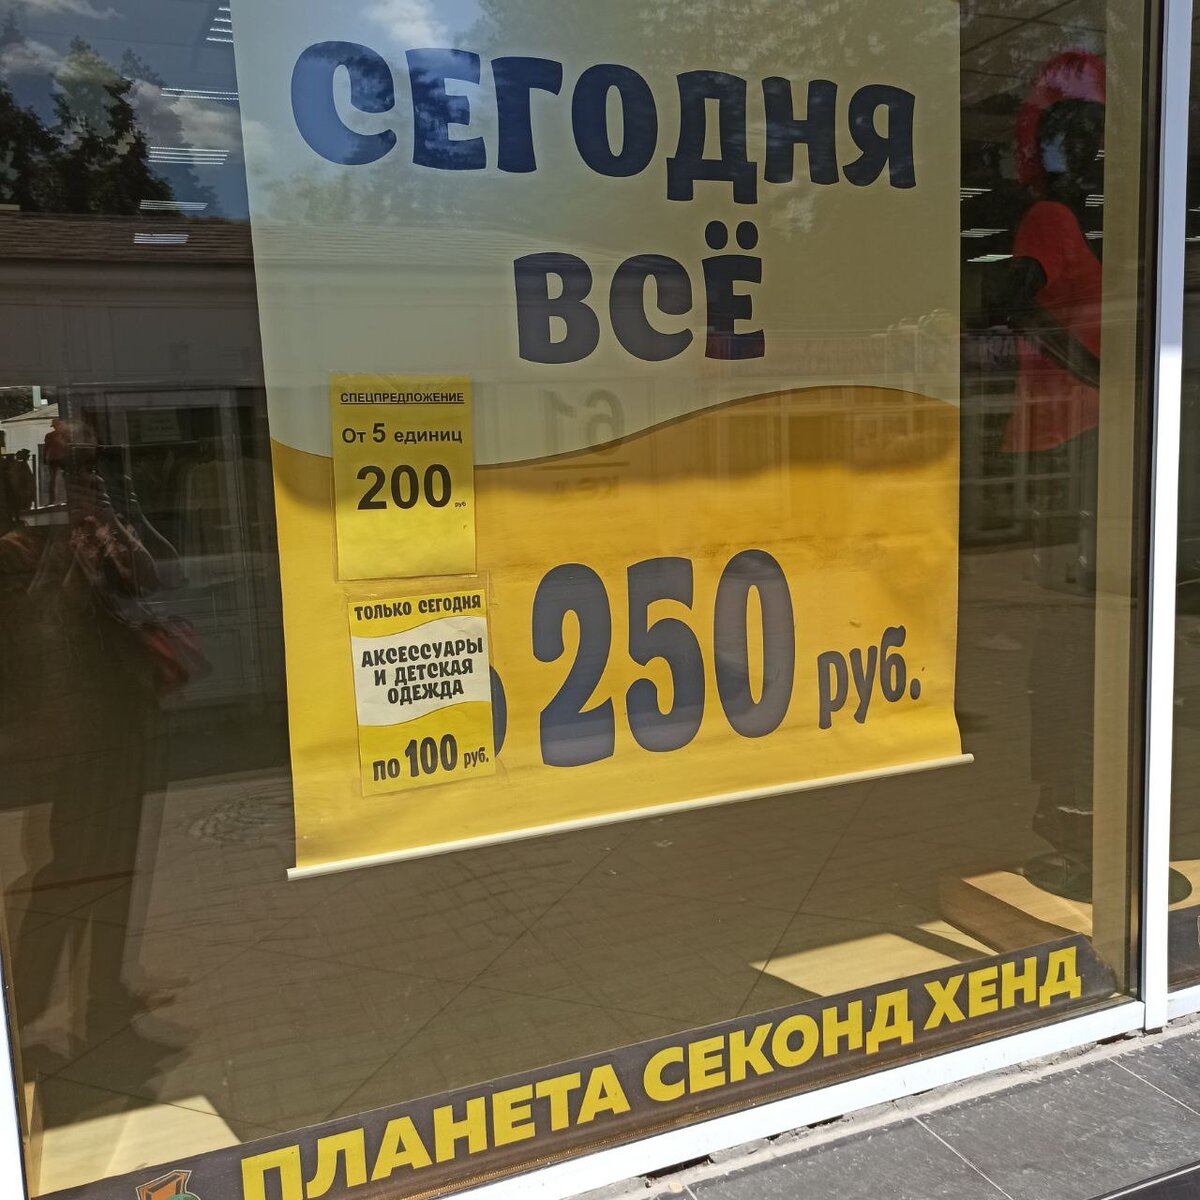 СЕГОДНЯ
ВСЁ
СПЕЦПРЕДЛОЖЕНИЕ
От 5 единиц
200 руб
ТОЛЬКО СЕГОДНЯ
АКСЕССУАРЫ
И ДЕТСКАЯ
ОДЕЖДА
по 100 руб.
250 руб.
ПЛАНЕТА СЕКОНД ХЕНД